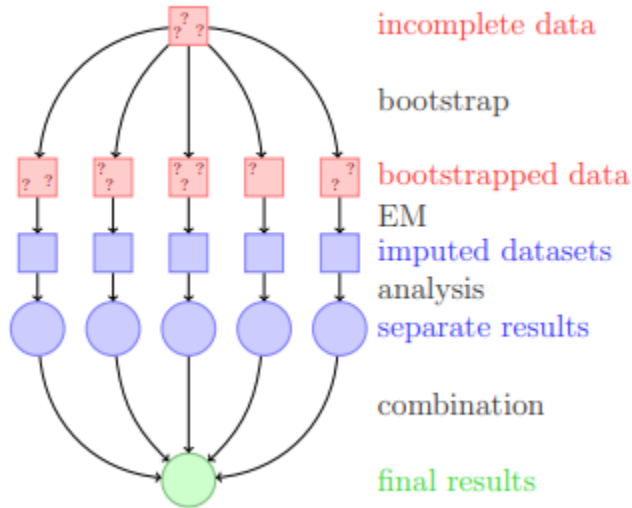 ? ? ?
incomplete data
bootstrap
? ? ? ? ? ? ? ? ? ? ?
bootstrapped data
EM
imputed datasets
analysis
separate results
combination
final results